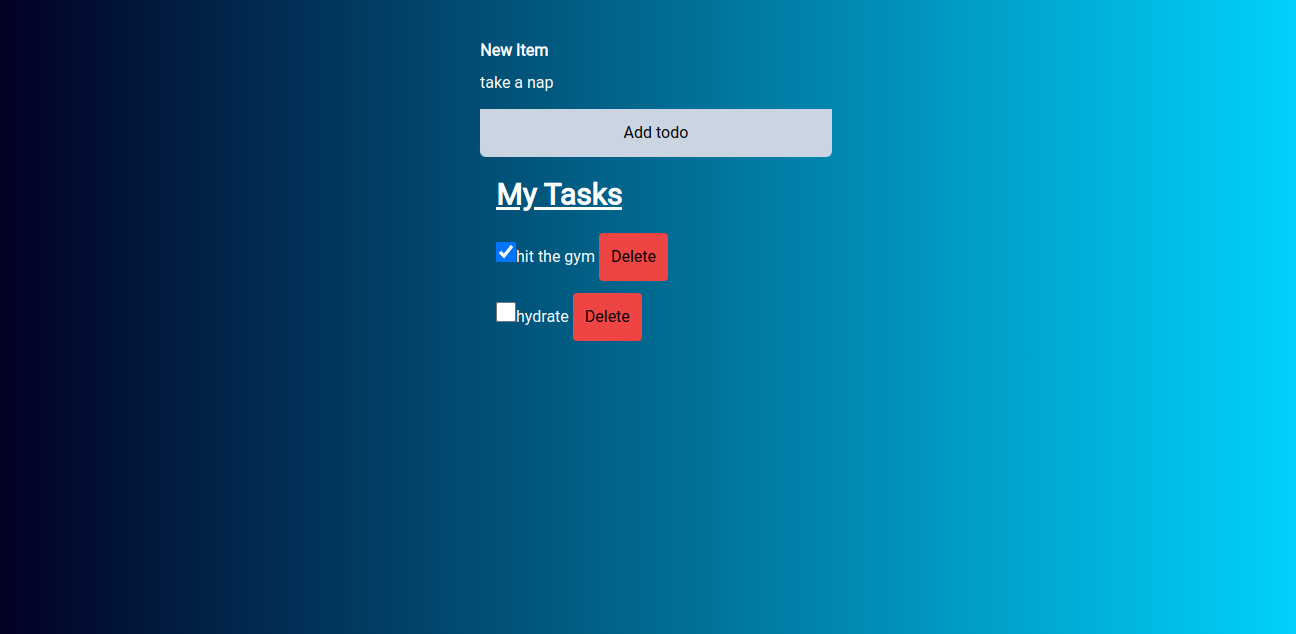 New Item
take a nap
Add todo
My Tasks
hit the gym Delete
hydrate Delete